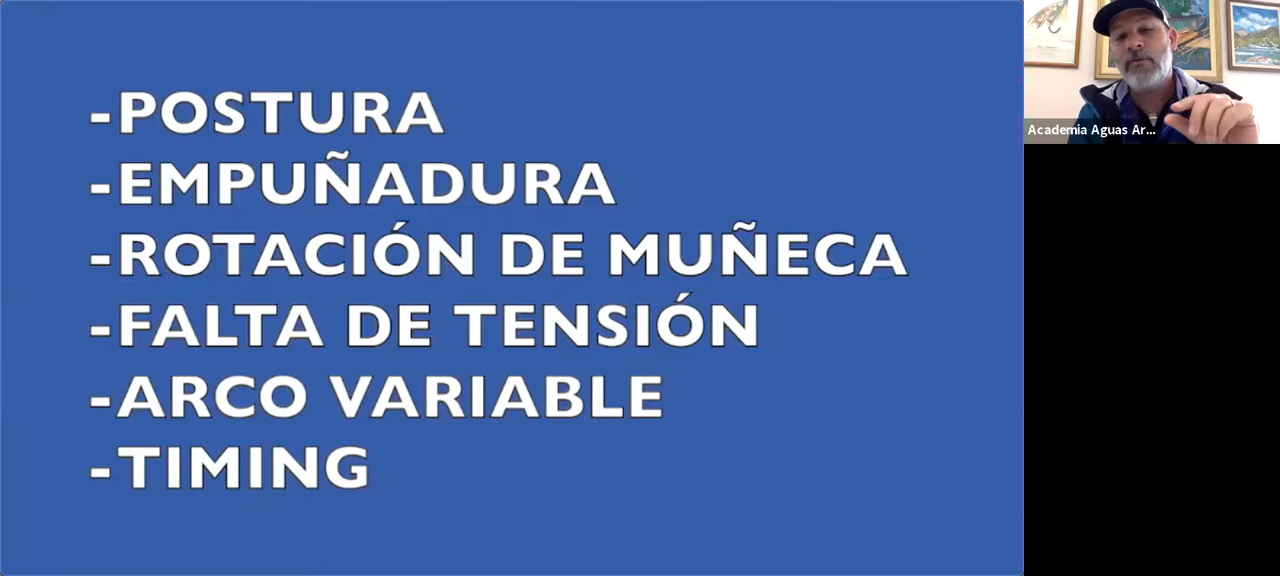 -POSTURA
-EMPUÑADURA
-ROTACIÓN DE MUÑECA
-FALTA DE TENSIÓN
-ARCO VARIABLE
-TIMING
Academia Aguas Ar...